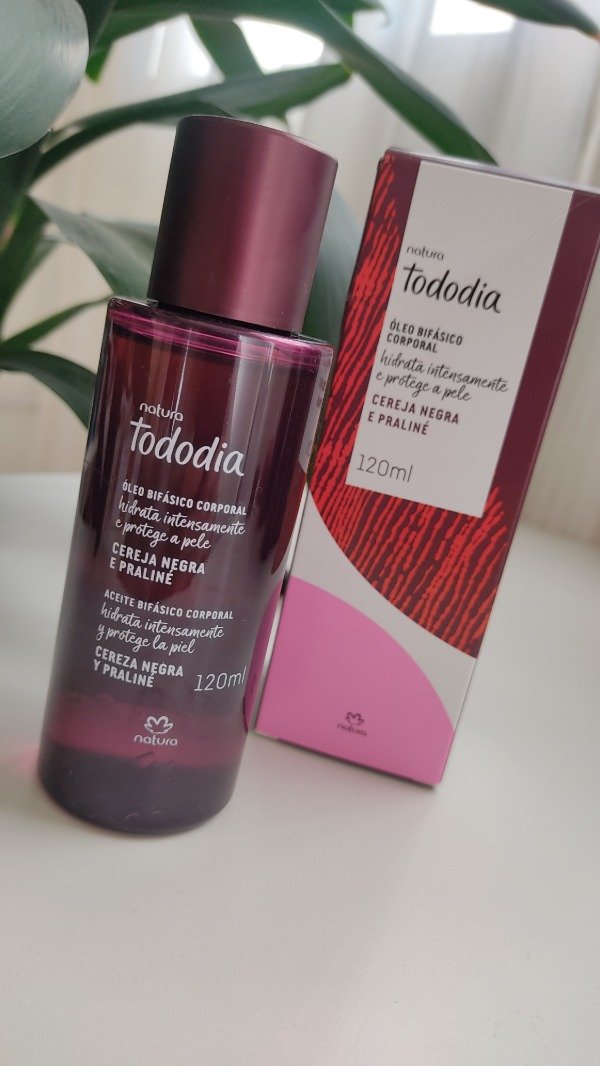 natura
tododia
ÓLEO BIFÁSICO CORPORAL
hidrata intensamente
e protege a pele
CEREJA NEGRA
E PRALINÉ
ACEITE BIFÁSICO CORPORAL
hidrata intensamente
y protege la piel
CEREZA NEGRA
Y PRALINÉ
120ml
natura
natura
tododia
ÓLEO BIFÁSICO
CORPORAL
hidrata intensamente
e protege a pele
CEREJA NEGRA
E PRALINÉ
120ml
natura